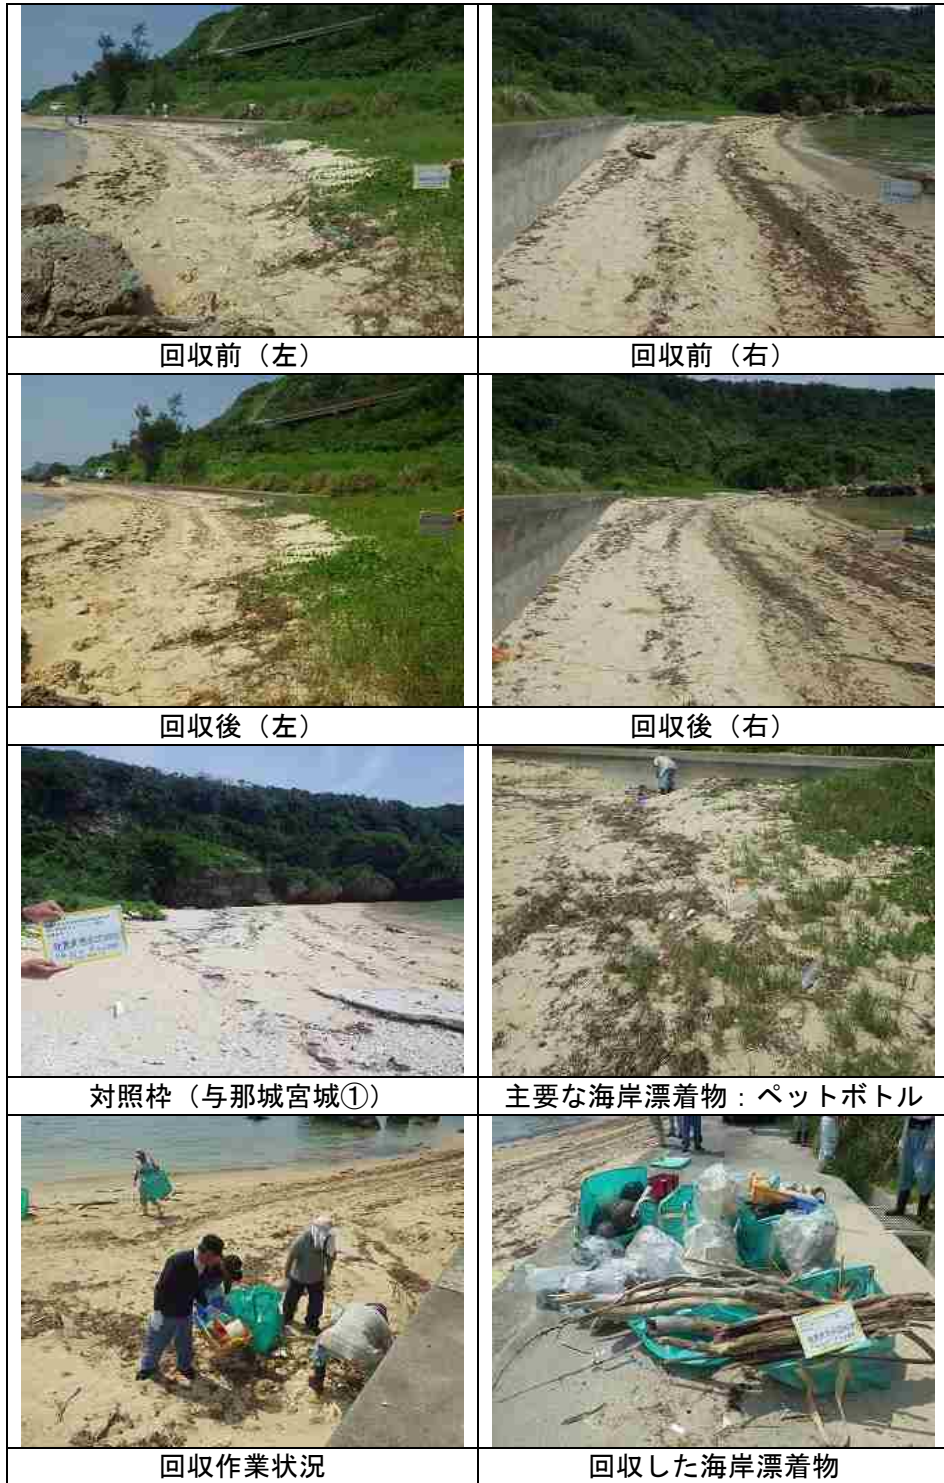 回収前（左）
回収前（右）
回収後（左）
回収後（右）
対照枠（与那城宮城①）
主要な海岸漂着物：ペットボトル
回収作業状況
回収した海岸漂着物